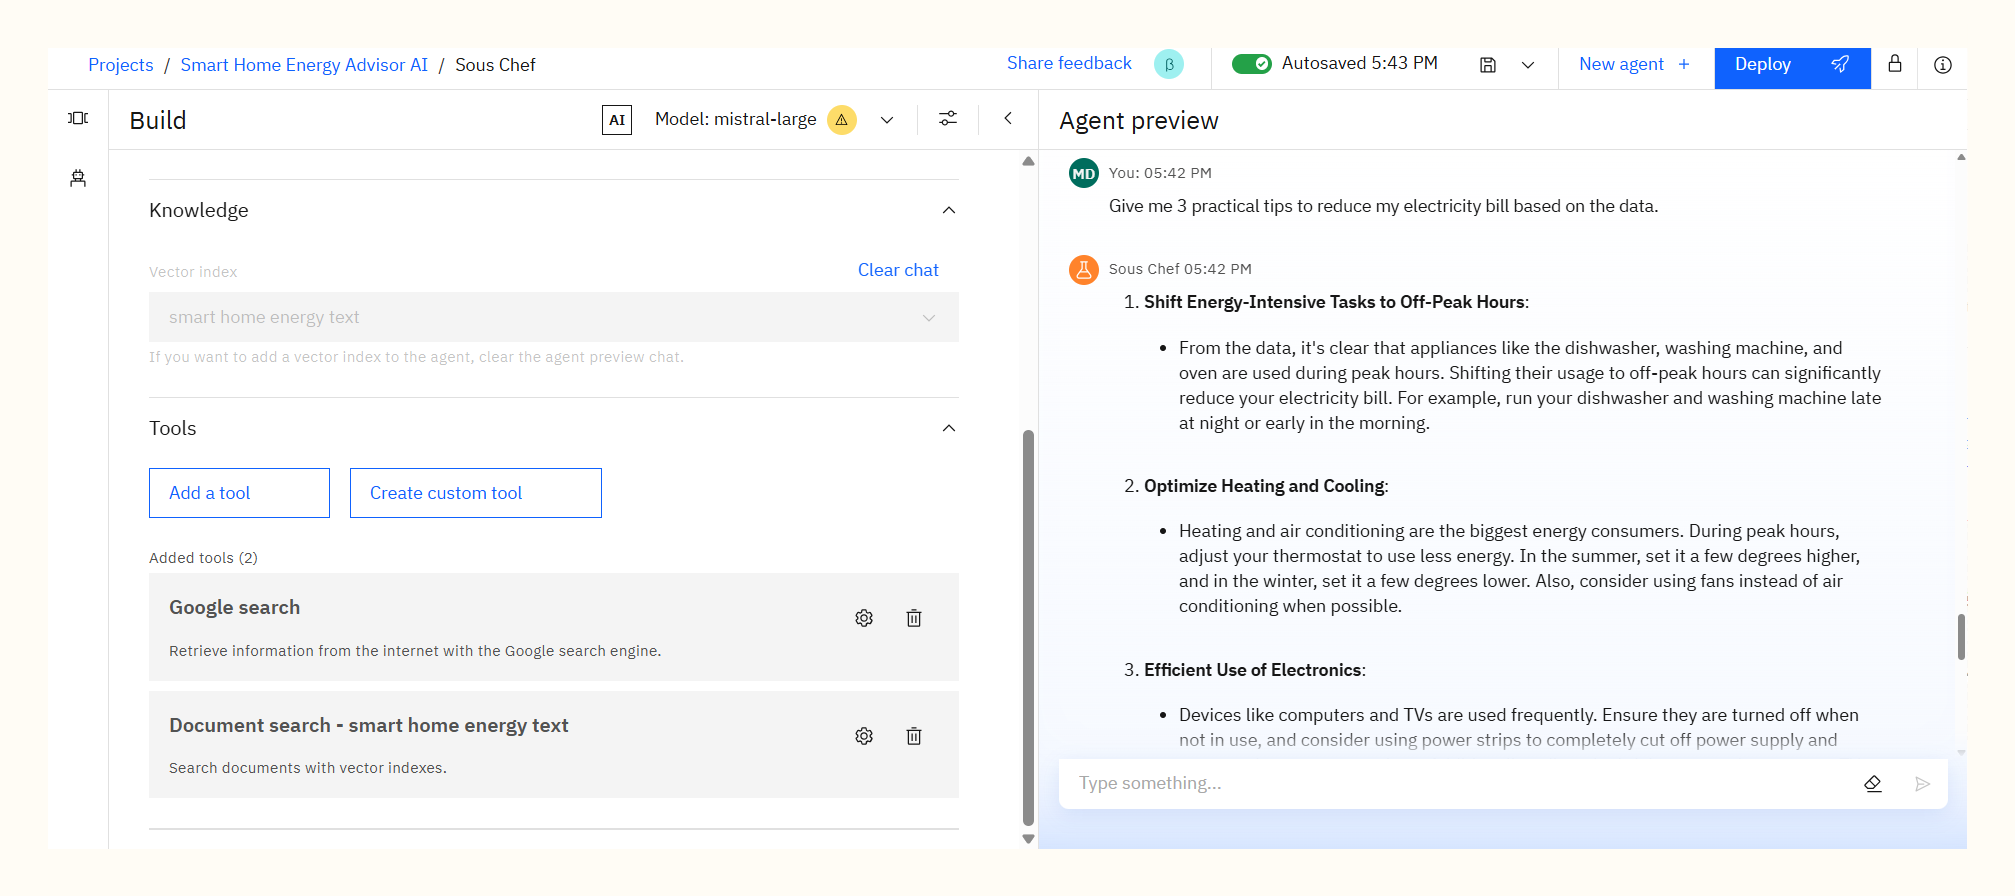 Projects / Smart Home Energy Advisor AI / Sous Chef
Share feedback β Autosaved 5:43 PM New agent + Deploy
Build
AI Model: mistral-large
Knowledge
Vector index
Clear chat
smart home energy text
If you want to add a vector index to the agent, clear the agent preview chat.
Tools
Add a tool
Create custom tool
Added tools (2)
Google search
Retrieve information from the internet with the Google search engine.
Document search - smart home energy text
Search documents with vector indexes.
Agent preview
MD You: 05:42 PM
Give me 3 practical tips to reduce my electricity bill based on the data.
Sous Chef 05:42 PM
1. Shift Energy-Intensive Tasks to Off-Peak Hours:
• From the data, it's clear that appliances like the dishwasher, washing machine, and
oven are used during peak hours. Shifting their usage to off-peak hours can significantly
reduce your electricity bill. For example, run your dishwasher and washing machine late
at night or early in the morning.
2. Optimize Heating and Cooling:
• Heating and air conditioning are the biggest energy consumers. During peak hours,
adjust your thermostat to use less energy. In the summer, set it a few degrees higher,
and in the winter, set it a few degrees lower. Also, consider using fans instead of air
conditioning when possible.
3. Efficient Use of Electronics:
• Devices like computers and TVs are used frequently. Ensure they are turned off when
not in use, and consider using power strips to completely cut off power supply and
Type something...